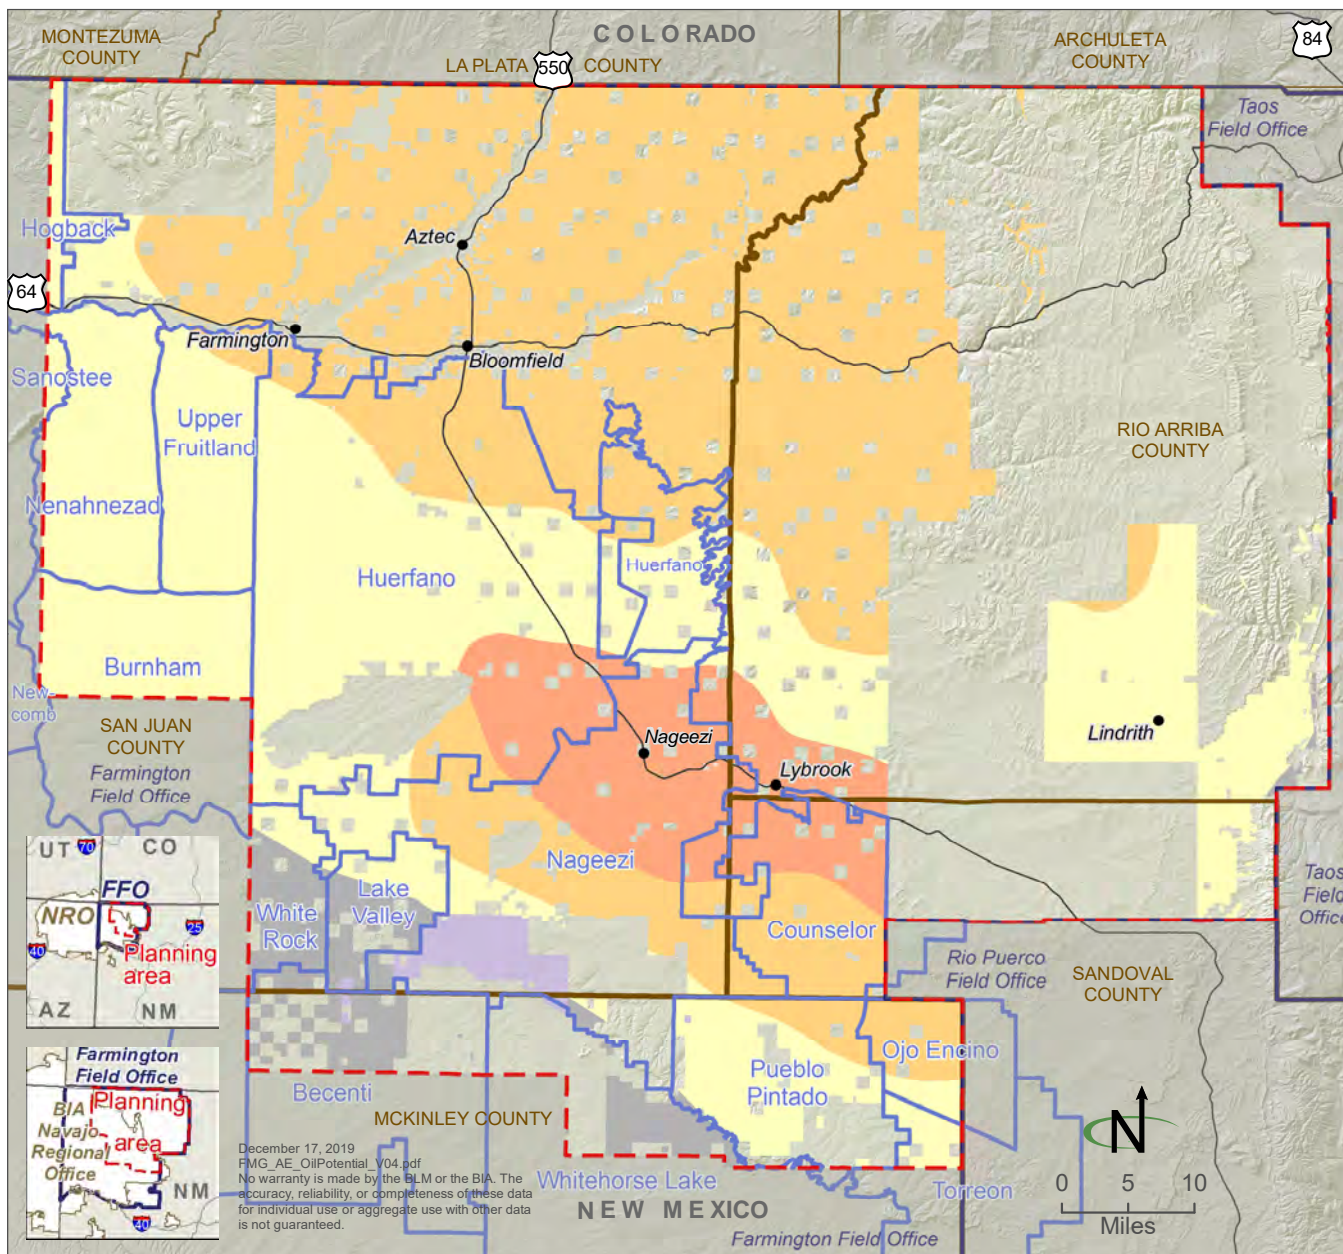 COLORADO
MONTEZUMA
COUNTY
LA PLATA
550
COUNTY
ARCHULETA
COUNTY
84
Taos
Field Office
Hogback
Aztec
64
Farmington
Bloomfield
Sanostee
Upper
Fruitland
RIO ARRIBA
COUNTY
Nenahnezad
Huerfano
Huerfano
Burnham
New-
comb
SAN JUAN
COUNTY
Farmington
Field Office
Nageezi
Lindrith
Lybrook
Nageezi
Lake
Valley
White
Rock
Counselor
Taos
Field
Office
Rio Puerco
Field Office
SANDOVAL
COUNTY
UT
70
CO
FFO
NRO
25
40
Planning
area
AZ
NM
Ojo Encino
Pueblo
Pintado
Becenti
MCKINLEY COUNTY
Farmington
Field Office
Planning
area
BIA
Navajo
Regional
Office
NM
40
December 17, 2019
FMG_AE_OilPotential_V04.pdf
No warranty is made by the BLM or the BIA. The
accuracy, reliability, or completeness of these data
for individual use or aggregate use with other data
is not guaranteed.
Whitehorse Lake
NEW MEXICO
Torreon
Farmington Field Office
N
0 5 10
Miles